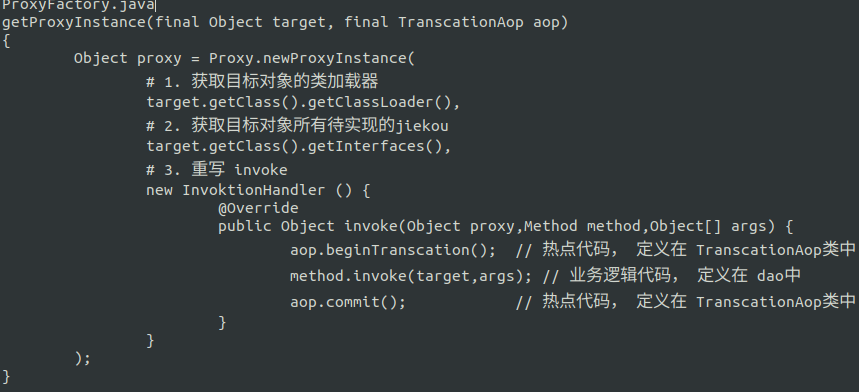 ProxyFactory.java
getProxyInstance(final Object target, final TranscationAop aop)
{
        Object proxy = Proxy.newProxyInstance(
                # 1. 获取目标对象的类加载器
                target.getClass().getClassLoader(),
                # 2. 获取目标对象所有待实现的jiekou
                target.getClass().getInterfaces(),
                # 3. 重写 invoke
                new InvoktionHandler () {
                        @Override
                        public Object invoke(Object proxy,Method method,Object[] args) {
                                aop.beginTranscation();  // 热点代码， 定义在 TranscationAop类中
                                method.invoke(target,args); // 业务逻辑代码， 定义在 dao中
                                aop.commit();            // 热点代码， 定义在 TranscationAop类中
                        }
                }
        );
}